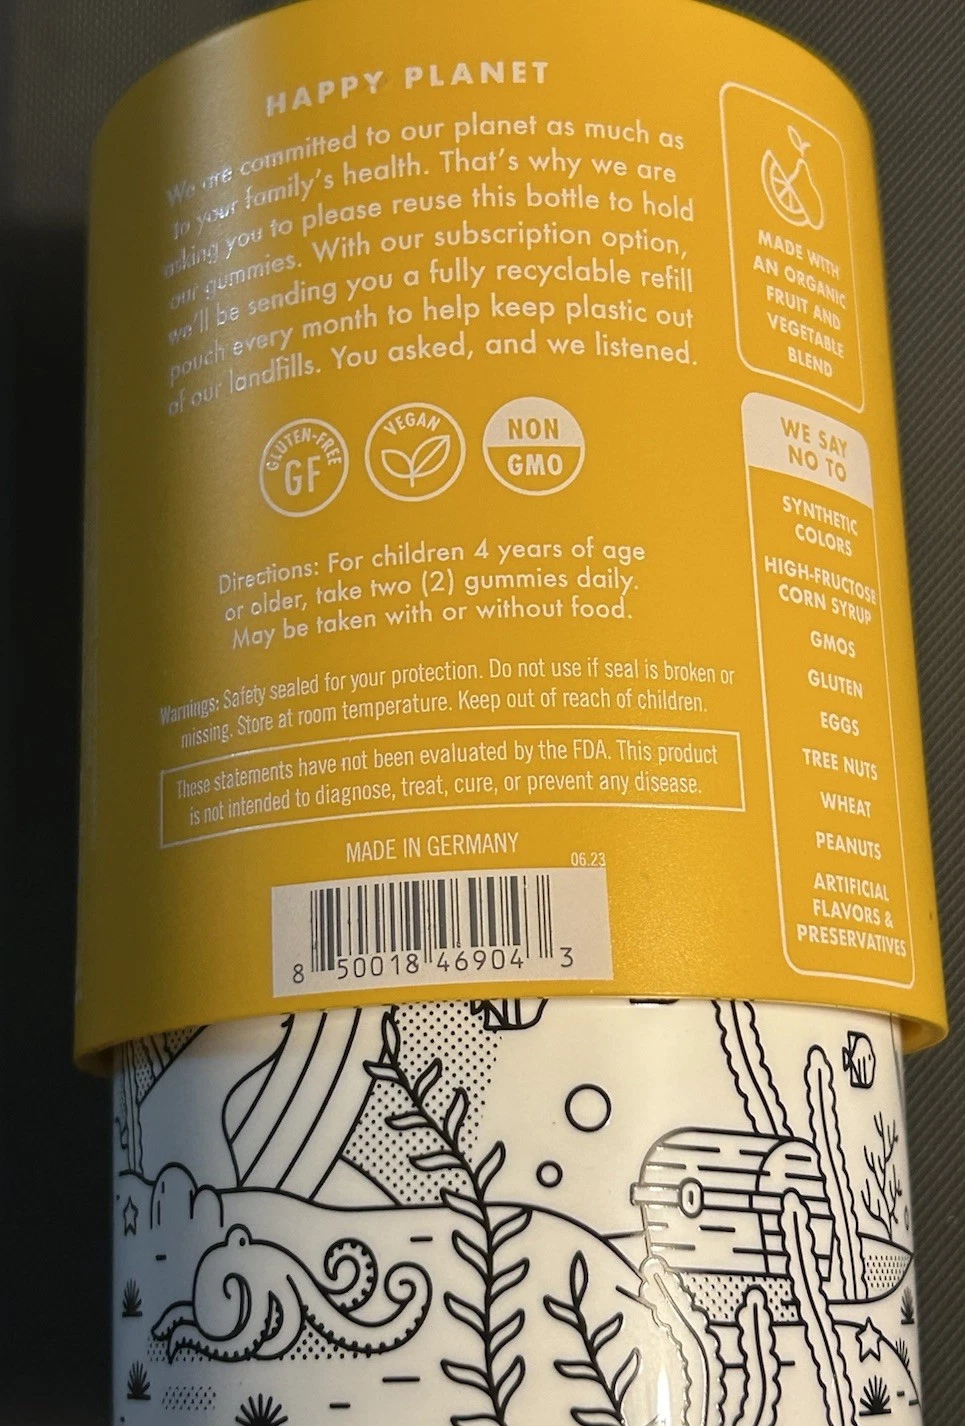 HAPPY PLANET
We are committed to our planet as much as
to your family's health. That's why we are
asking you to please reuse this bottle to hold
our gummies. With our subscription option,
we'll be sending you a fully recyclable refill
pouch every month to help keep plastic out
of our landfills. You asked, and we listened.
GLUTEN-FREE
GF
VEGAN
NON
GMO
Directions: For children 4 years of age
or older, take two (2) gummies daily.
May be taken with or without food.
Warnings: Safety sealed for your protection. Do not use if seal is broken or
missing. Store at room temperature. Keep out of reach of children.
These statements have not been evaluated by the FDA. This product
is not intended to diagnose, treat, cure, or prevent any disease.
MADE IN GERMANY
06.23
8 50018 46904 3
MADE WITH
AN ORGANIC
FRUIT AND
VEGETABLE
BLEND
WE SAY
NO TO
SYNTHETIC
COLORS
HIGH-FRUCTOSE
CORN SYRUP
GMOS
GLUTEN
EGGS
TREE NUTS
WHEAT
PEANUTS
ARTIFICIAL
FLAVORS &
PRESERVATIVES